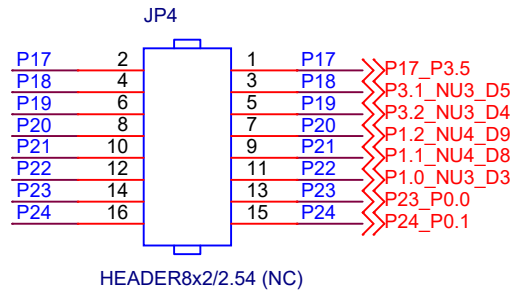 JP4
P17 2 1 P17 P17_P3.5
P18 4 3 P18 P3.1_NU3_D5
P19 6 5 P19 P3.2_NU3_D4
P20 8 7 P20 P1.2_NU4_D9
P21 10 9 P21 P1.1_NU4_D8
P22 12 11 P22 P1.0_NU3_D3
P23 14 13 P23 P23_P0.0
P24 16 15 P24 P24_P0.1
HEADER8x2/2.54 (NC)